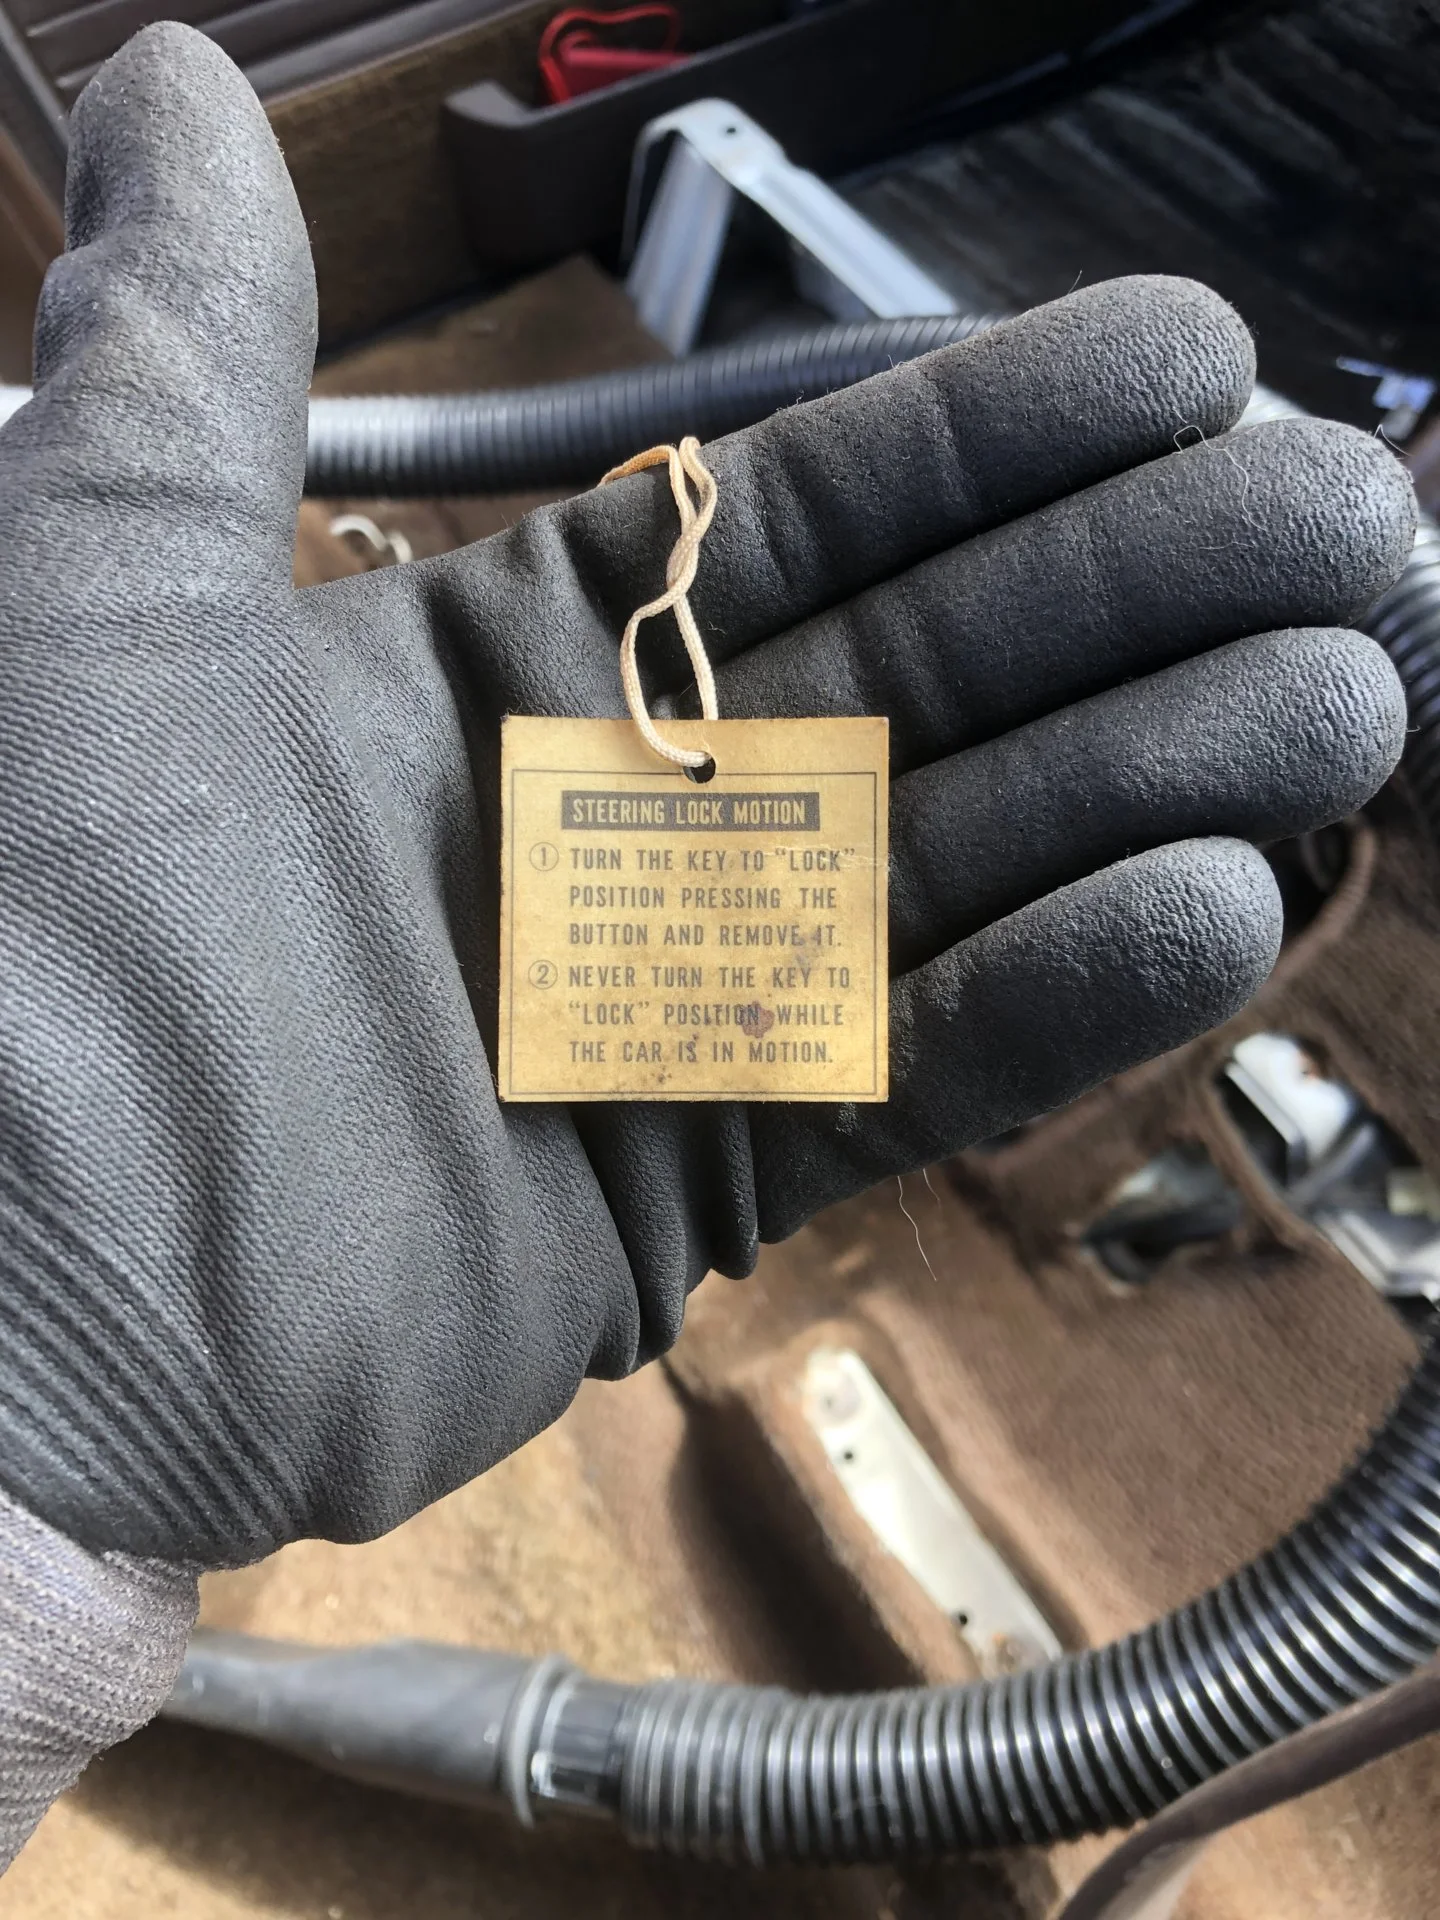 STEERING LOCK MOTION
① TURN THE KEY TO “LOCK”
POSITION PRESSING THE
BUTTON AND REMOVE IT.
② NEVER TURN THE KEY TO
“LOCK” POSITION WHILE
THE CAR IS IN MOTION.